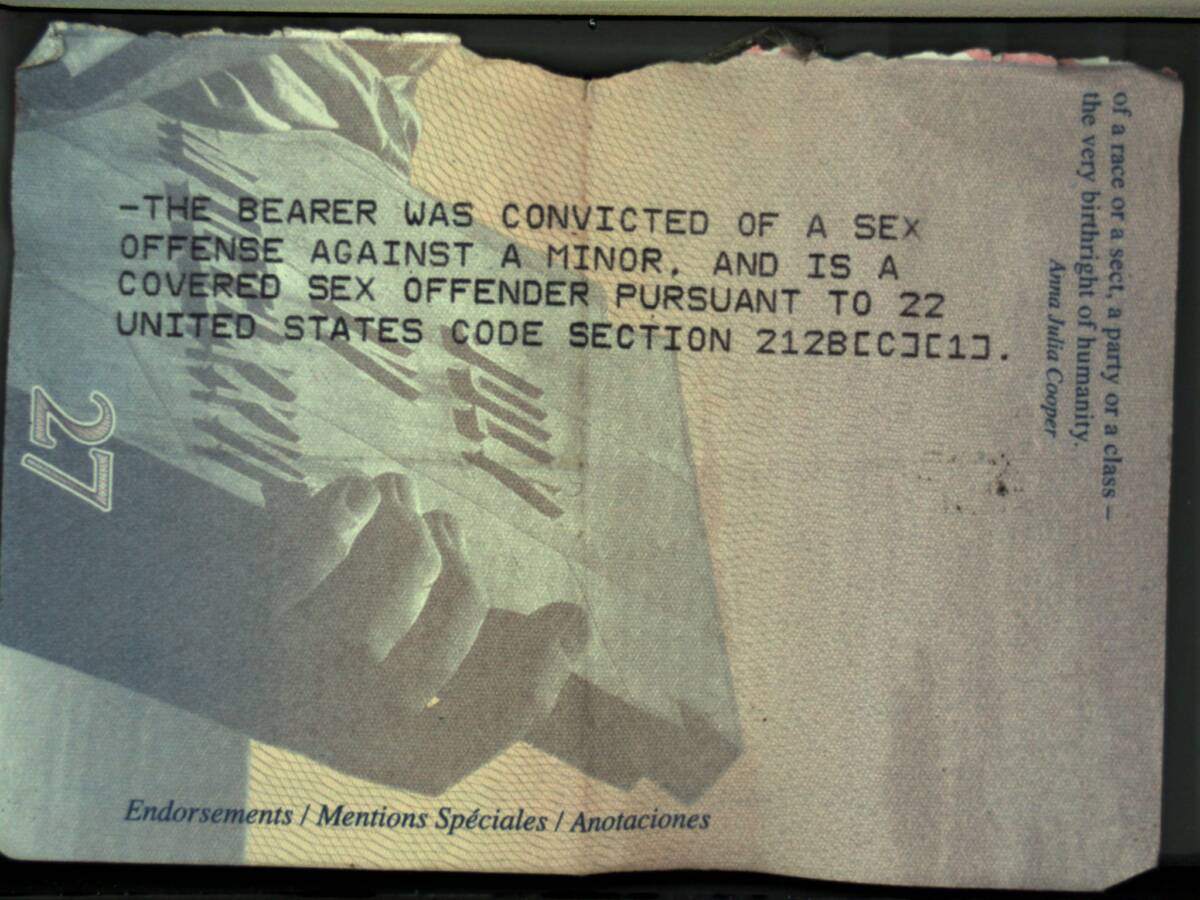 -THE BEARER WAS CONVICTED OF A SEX
OFFENSE AGAINST A MINOR, AND IS A
COVERED SEX OFFENDER PURSUANT TO 22
UNITED STATES CODE SECTION 212B[C][1].
of a race or a sect, a party or a class –
the very birthright of humanity.
Anna Julia Cooper
27
Endorsements / Mentions Spéciales / Anotaciones